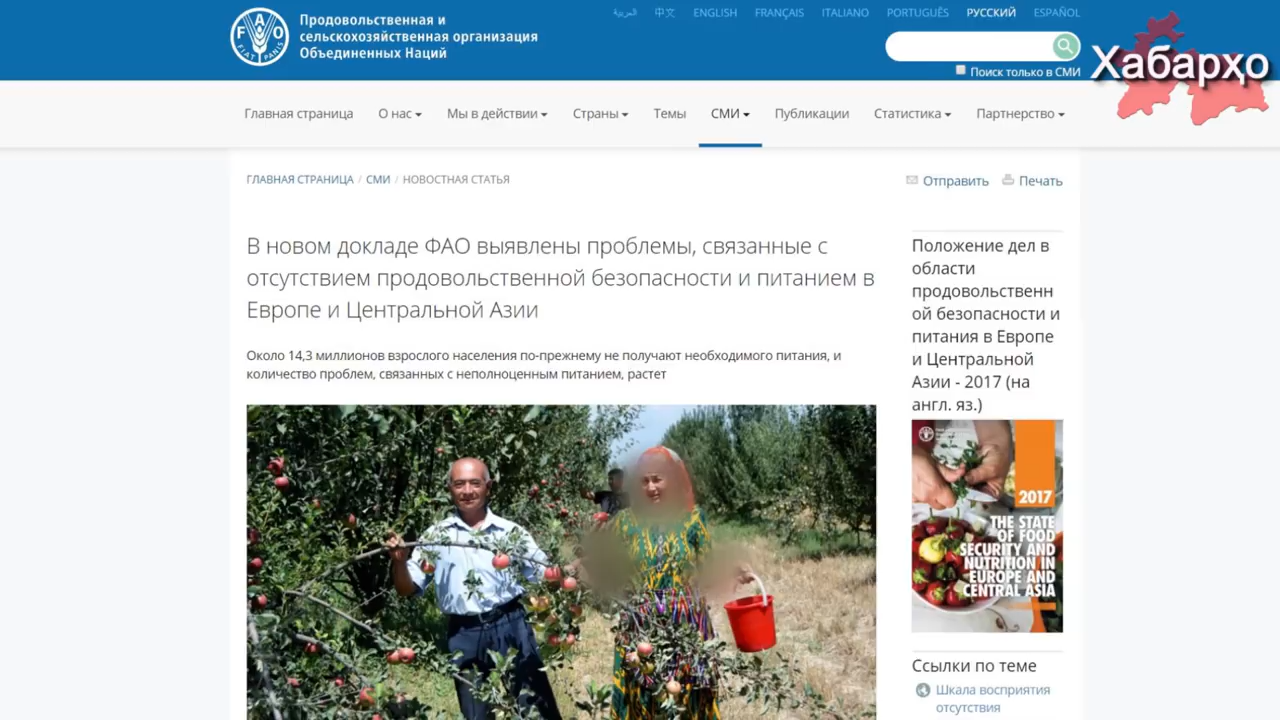 Продовольственная и
сельскохозяйственная организация
Объединенных Наций
F A O
FIAT PANIS
العربية 中文 ENGLISH FRANÇAIS ITALIANO PORTUGUÊS РУССКИЙ ESPAÑOL
Поиск только в СМИ
Хабарҳо
Главная страница О нас Мы в действии Страны Темы СМИ Публикации Статистика Партнерство
ГЛАВНАЯ СТРАНИЦА / СМИ / НОВОСТНАЯ СТАТЬЯ
Отправить Печать
В новом докладе ФАО выявлены проблемы, связанные с
отсутствием продовольственной безопасности и питанием в
Европе и Центральной Азии
Около 14,3 миллионов взрослого населения по-прежнему не получают необходимого питания, и
количество проблем, связанных с неполноценным питанием, растет
Положение дел в
области
продовольственн
ой безопасности и
питания в Европе
и Центральной
Азии - 2017 (на
англ. яз.)
2017
THE STATE
OF FOOD
SECURITY AND
NUTRITION IN
EUROPE AND
CENTRAL ASIA
Ссылки по теме
Шкала восприятия
отсутствия